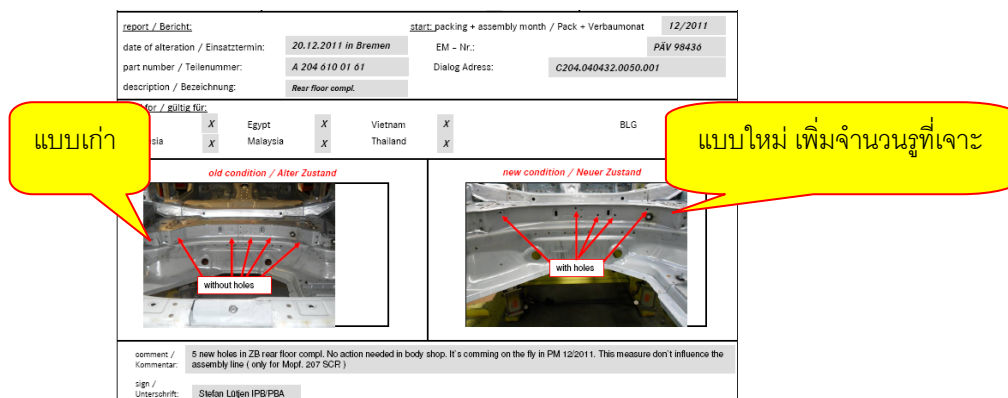 report / Bericht:
start: packing + assembly month / Pack + Verbaumonat 12/2011
date of alteration / Einsatztermin: 20.12.2011 in Bremen EM – Nr.: PÄV 98436
part number / Teilenummer: A 204 610 01 61 Dialog Adress: C204.040432.0050.001
description / Bezeichnung: Rear floor compl.
for / gültig für:
X Egypt X Vietnam X BLG
sia X Malaysia X Thailand X
แบบเก่า
แบบใหม่ เพิ่มจำนวนรูที่เจาะ
old condition / Alter Zustand
new condition / Neuer Zustand
without holes
with holes
comment / Kommentar:
5 new holes in ZB rear floor compl. No action needed in body shop. It's comming on the fly in PM 12/2011. This measure don't influence the
assembly line ( only for Mopf. 207 SCR )
sign / Unterschrift:
Stefan Lütjen IPB/PBA